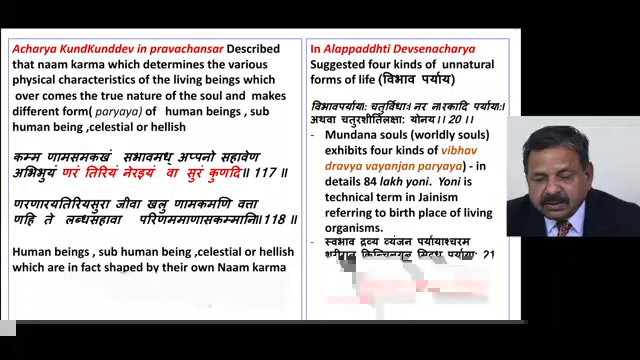 Acharya KundKunddev in pravachansar Described
that naam karma which determines the various
physical characteristics of the living beings which
over comes the true nature of the soul and makes
different form( paryaya) of human beings , sub
human being ,celestial or hellish
कम्म णामसमक्खं सभावमध् अप्पनो सहावेण
अभिभुयं णरं तिरियं नेरइयं वा सुरं कुणदि॥ 117 ॥
णरणारयतिरियसुरा जीवा खलु णामकमणि वत्ता
णहि ते लब्धसहावा परिणममाणासकम्मानि॥118 ॥
Human beings , sub human being ,celestial or hellish
which are in fact shaped by their own Naam karma
In Alappaddhti Devsenacharya
Suggested four kinds of unnatural
forms of life (विभाव पर्याय)
विभावपर्यायाः चतुर्विधाः नर नारकादि पर्यायाः।
अथवा चतुरशीर्तिलक्षाः योनयः।।20।।
- Mundana souls (worldly souls)
exhibits four kinds of vibhav
dravya vayanjan paryaya) - in
details 84 lakh yoni. Yoni is
technical term in Jainism
referring to birth place of living
organisms.
- स्वभाव द्रव्य व्यंजन पर्यायाश्चरम